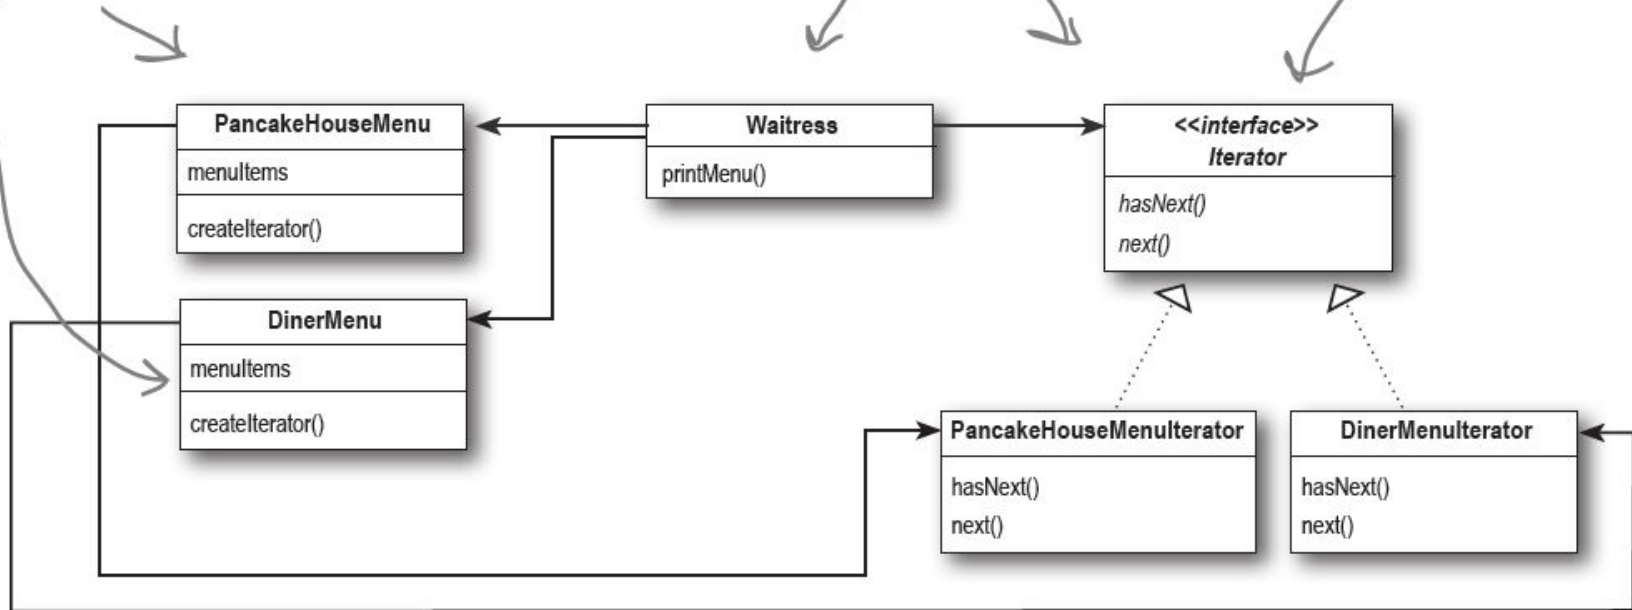 PancakeHouseMenu
menuItems
createIterator()
Waitress
printMenu()
<<interface>>
Iterator
hasNext()
next()
DinerMenu
menuItems
createIterator()
PancakeHouseMenuIterator
hasNext()
next()
DinerMenuIterator
hasNext()
next()